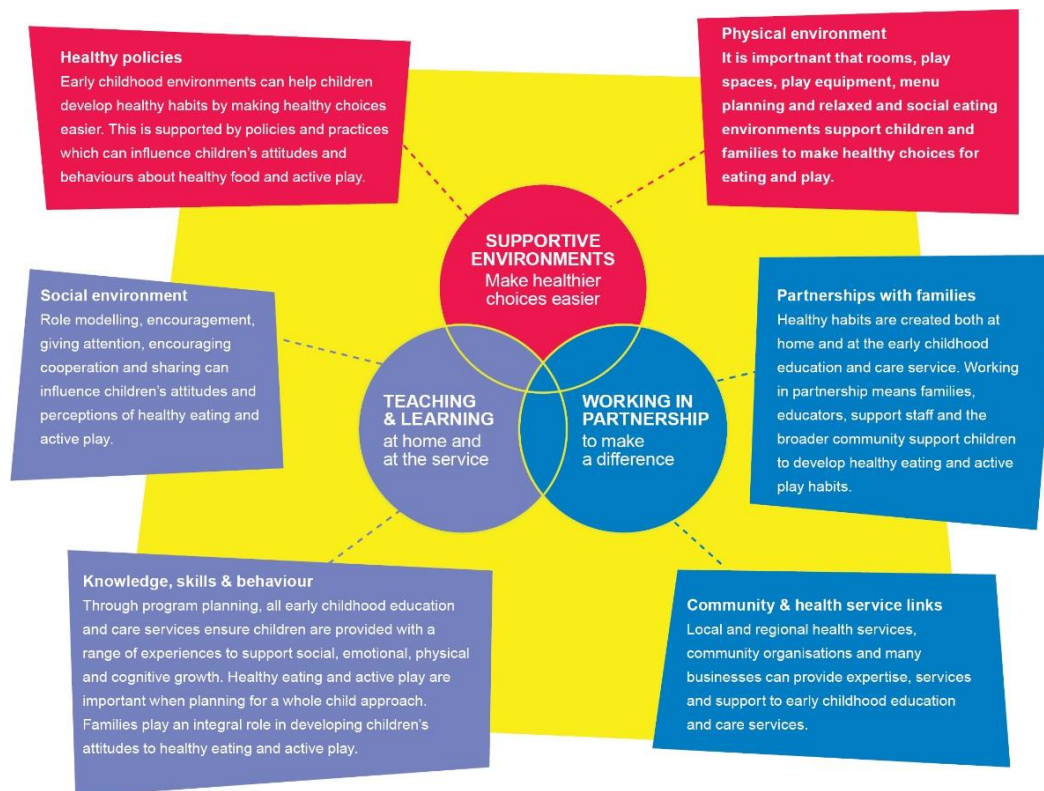 Healthy policies
Early childhood environments can help children
develop healthy habits by making healthy choices
easier. This is supported by policies and practices
which can influence children's attitudes and
behaviours about healthy food and active play.
Physical environment
It is importnant that rooms, play
spaces, play equipment, menu
planning and relaxed and social eating
environments support children and
families to make healthy choices for
eating and play.
SUPPORTIVE
ENVIRONMENTS
Make healthier
choices easier
Social environment
Role modelling, encouragement,
giving attention, encouraging
cooperation and sharing can
influence children's attitudes and
perceptions of healthy eating and
active play.
TEACHING
& LEARNING
at home and
at the service
WORKING IN
PARTNERSHIP
to make
a difference
Partnerships with families
Healthy habits are created both at
home and at the early childhood
education and care service. Working
in partnership means families,
educators, support staff and the
broader community support children
to develop healthy eating and active
play habits.
Knowledge, skills & behaviour
Through program planning, all early childhood education
and care services ensure children are provided with a
range of experiences to support social, emotional, physical
and cognitive growth. Healthy eating and active play are
important when planning for a whole child approach.
Families play an integral role in developing children's
attitudes to healthy eating and active play.
Community & health service links
Local and regional health services,
community organisations and many
businesses can provide expertise, services
and support to early childhood education
and care services.